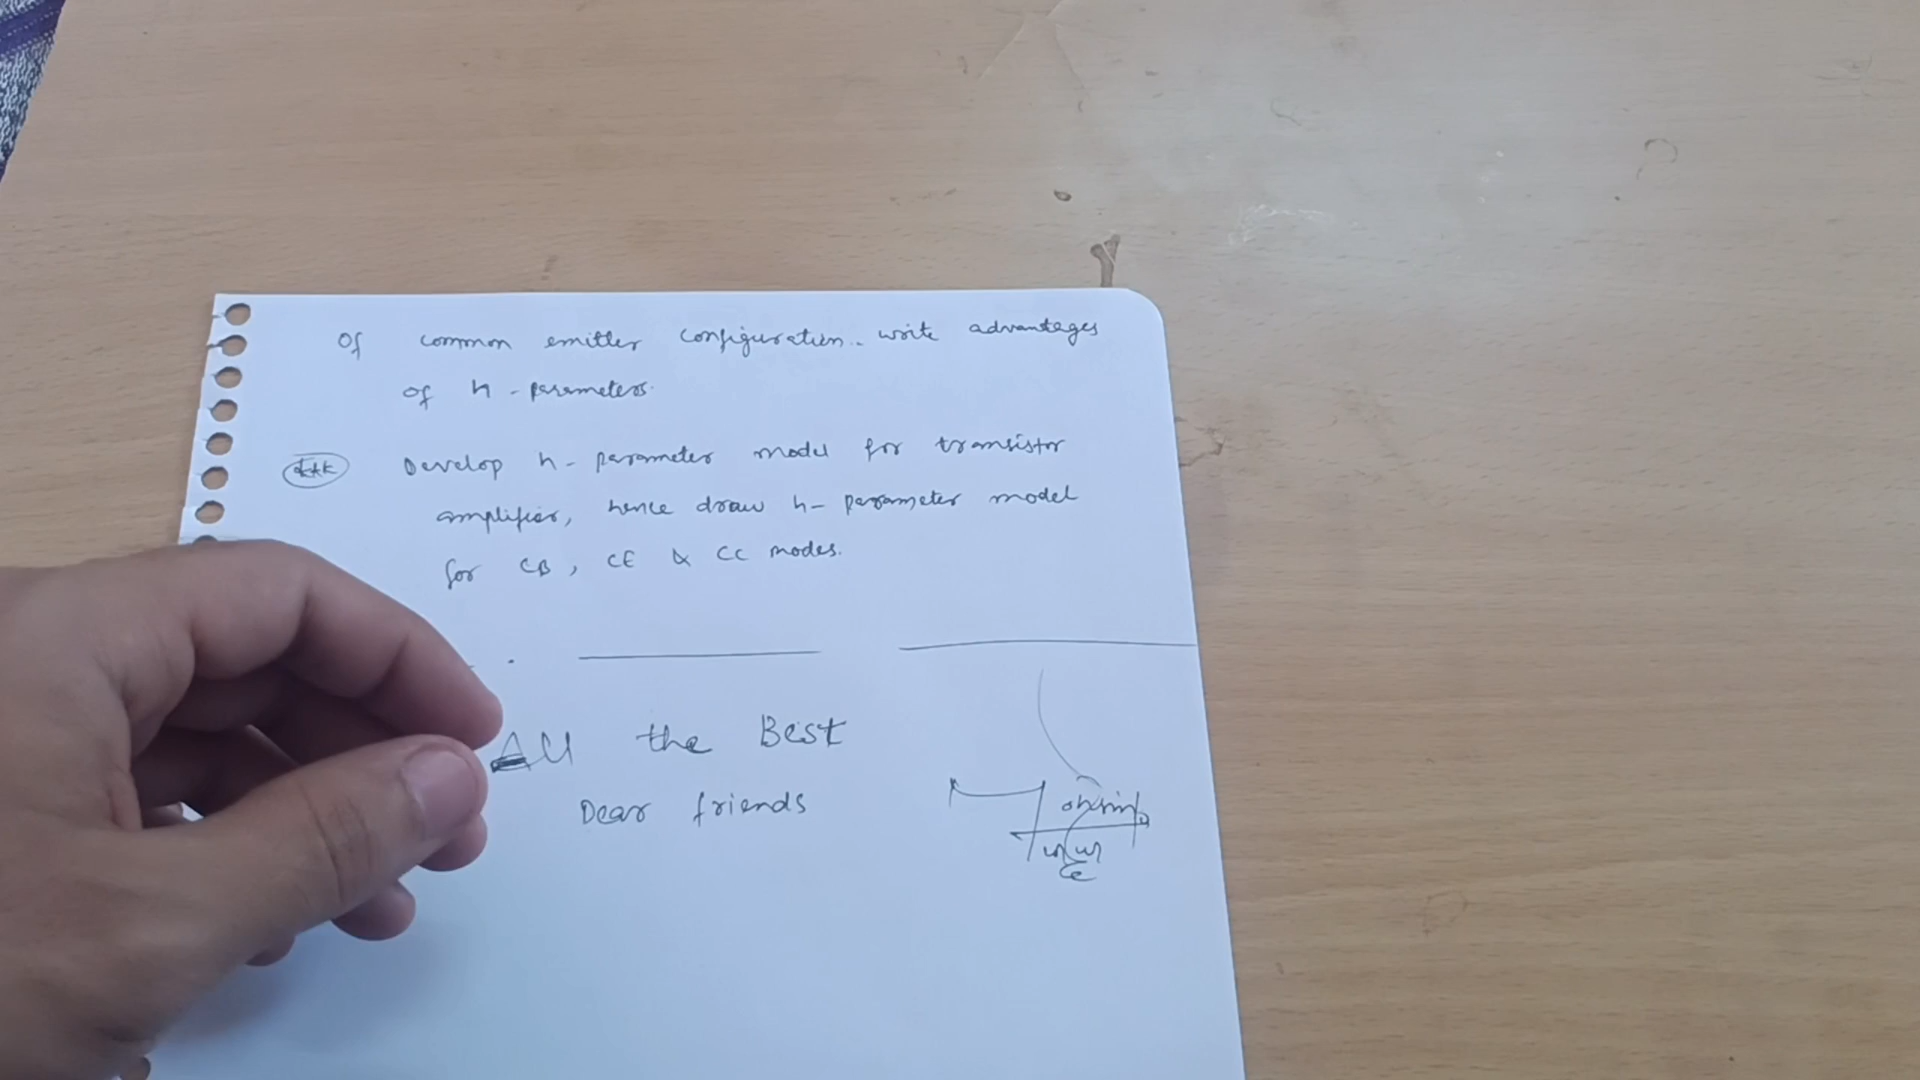 of common emitter configuration.. write advantages
of h - parameters.
*** Develop h - parameter model for transistor
amplifier, hence draw h - parameter model
for CB, CE & CC modes.
All the Best
Dear friends